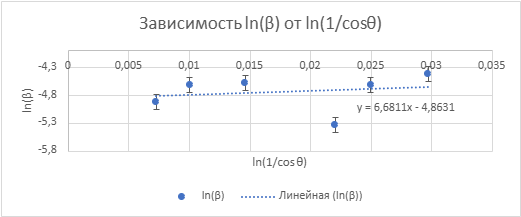 Зависимость ln(β) от ln(1/cosθ)
-4,3
0 0,005 0,01 0,015 0,02 0,025 0,03 0,035
-4,8
-5,3
-5,8
ln(β)
y = 6,6811x - 4,8631
ln(1/cosθ)
ln(β) Линейная (ln(β))